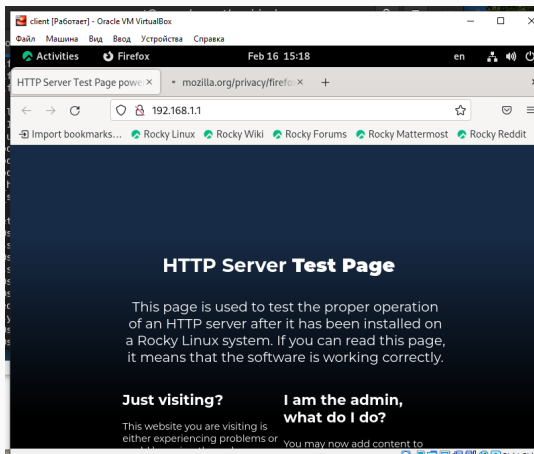 client [Работает] - Oracle VM VirtualBox
Файл Машина Вид Ввод Устройства Справка
Activities Firefox Feb 16 15:18 en
HTTP Server Test Page power mozilla.org/privacy/firefox
192.168.1.1
Import bookmarks... Rocky Linux Rocky Wiki Rocky Forums Rocky Mattermost Rocky Reddit
HTTP Server Test Page
This page is used to test the proper operation
of an HTTP server after it has been installed on
a Rocky Linux system. If you can read this page,
it means that the software is working correctly.
Just visiting?
This website you are visiting is
either experiencing problems or
I am the admin,
what do I do?
You may now add content to